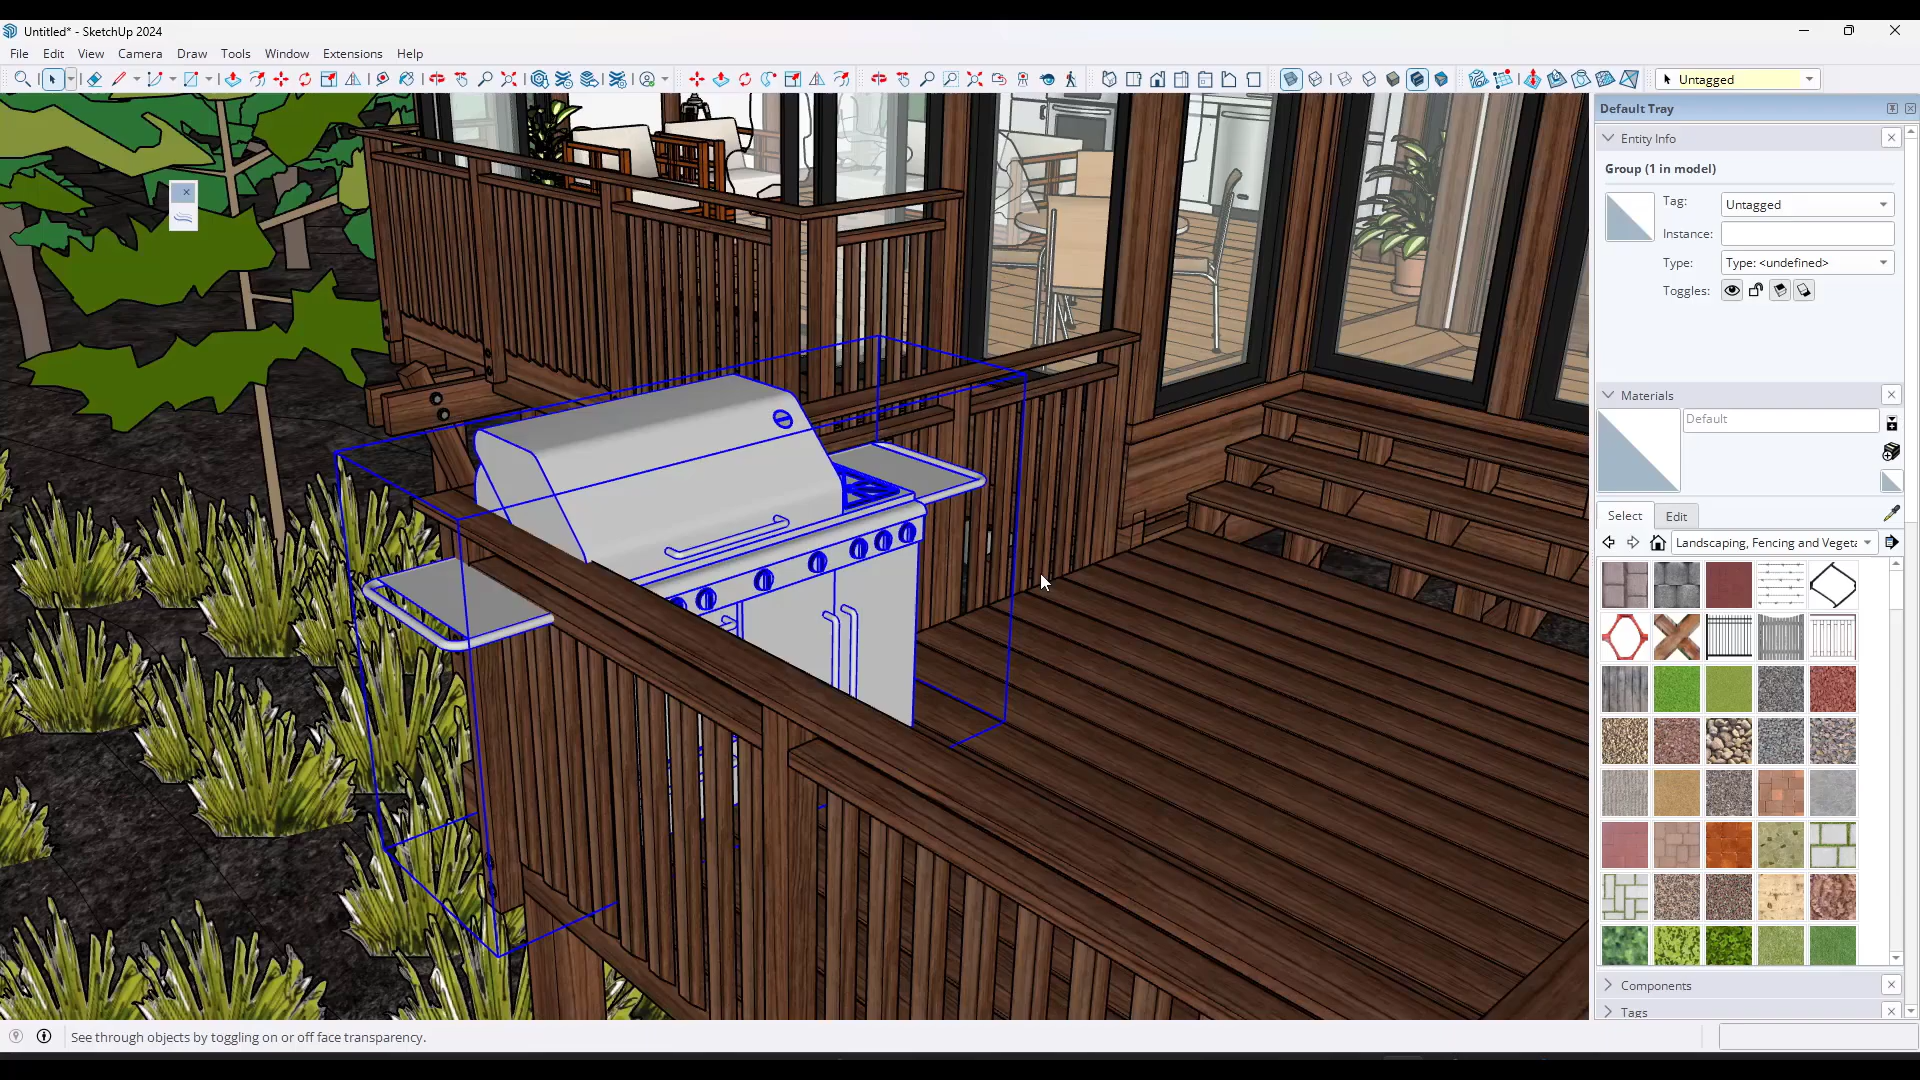 Untitled* - SketchUp 2024
File Edit View Camera Draw Tools Window Extensions Help
Untagged
Default Tray
Entity Info
Group (1 in model)
Tag: Untagged
Instance:
Type: Type: <undefined>
Toggles:
Materials
Default
Select Edit
Landscaping, Fencing and Vegeta
Components
Tags
See through objects by toggling on or off face transparency.